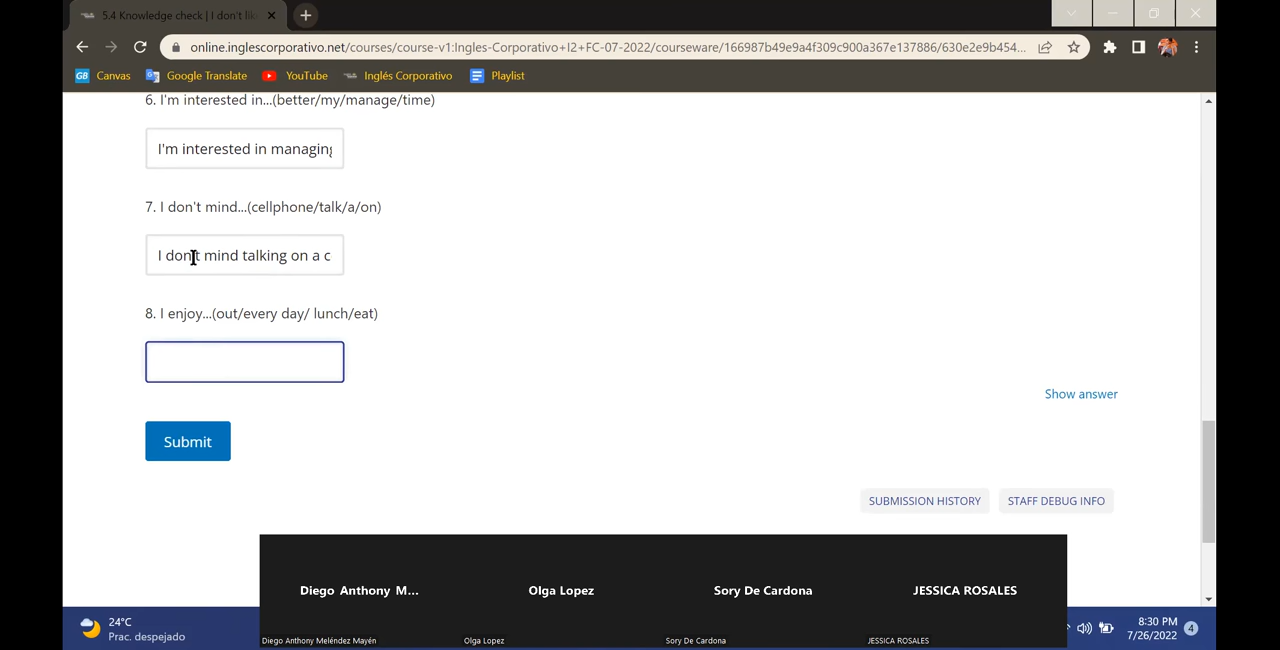 5.4 Knowledge check | I don't lik
online.inglescorporativo.net/courses/course-v1:Ingles-Corporativo+I2+FC-07-2022/courseware/166987b49e9a4f309c900a367e137886/630e2e9b454...
GB Canvas Google Translate YouTube Inglés Corporativo Playlist
6. I'm interested in...(better/my/manage/time)
I'm interested in managing
7. I don't mind...(cellphone/talk/a/on)
I don't mind talking on a c
8. I enjoy...(out/every day/ lunch/eat)
Show answer
Submit
SUBMISSION HISTORY STAFF DEBUG INFO
Diego Anthony M... Olga Lopez Sory De Cardona JESSICA ROSALES
Diego Anthony Meléndez Mayén Olga Lopez Sory De Cardona JESSICA ROSALES
24°C
Prac. despejado
8:30 PM
7/26/2022
4